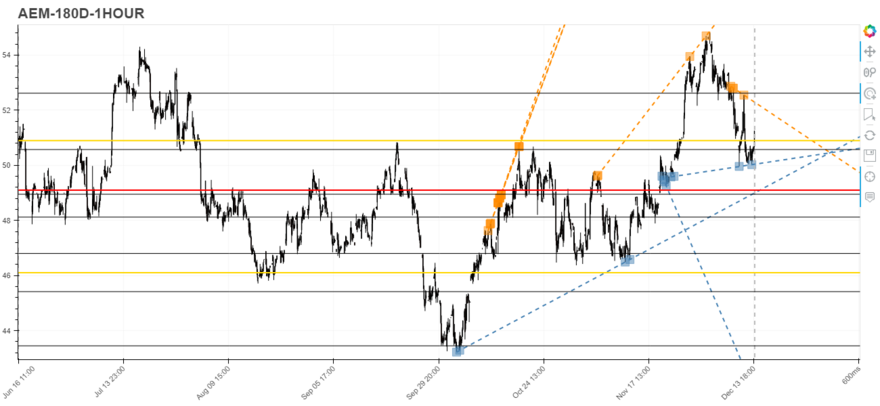 AEM-180D-1HOUR
54
52
50
48
46
44
Jun 16 11:00
Jul 13 23:00
Aug 09 15:00
Sep 05 17:00
Sep 29 20:00
Oct 24 13:00
Nov 17 13:00
Dec 13 18:00
600ms